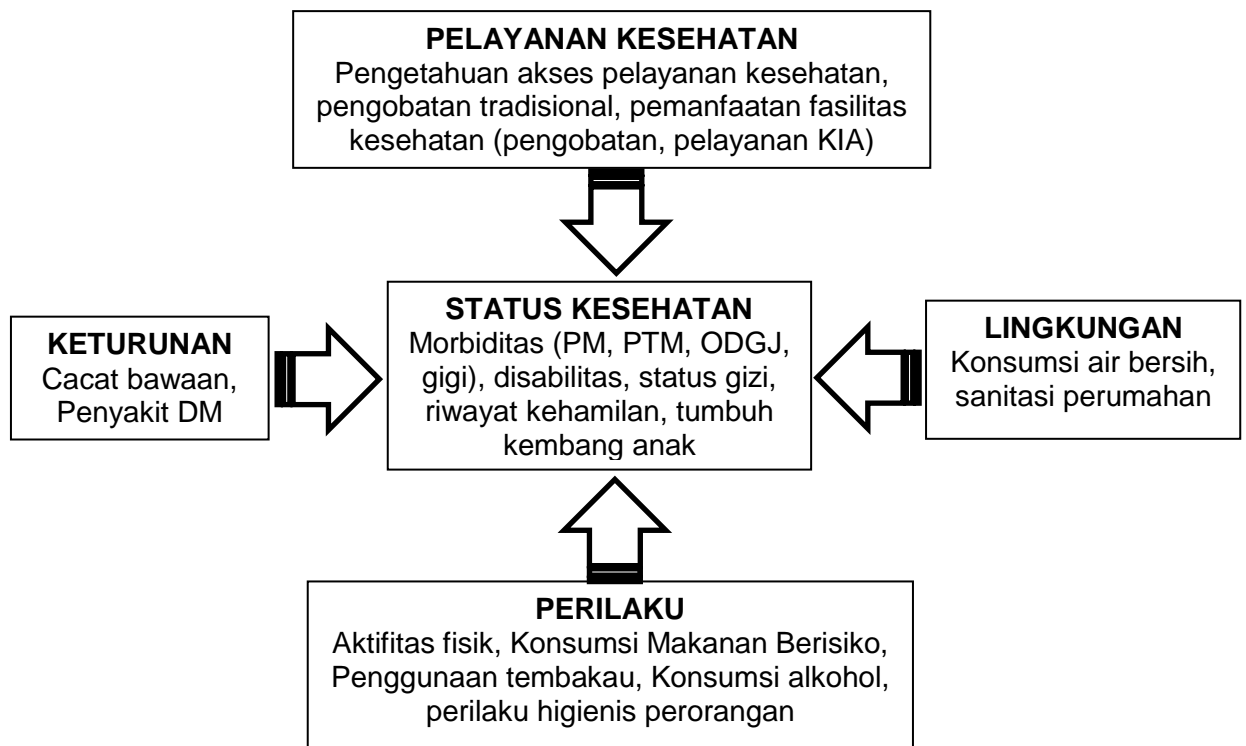 PELAYANAN KESEHATAN
Pengetahuan akses pelayanan kesehatan,
pengobatan tradisional, pemanfaatan fasilitas
kesehatan (pengobatan, pelayanan KIA)
KETURUNAN
Cacat bawaan,
Penyakit DM
STATUS KESEHATAN
Morbiditas (PM, PTM, ODGJ,
gigi), disabilitas, status gizi,
riwayat kehamilan, tumbuh
kembang anak
LINGKUNGAN
Konsumsi air bersih,
sanitasi perumahan
PERILAKU
Aktifitas fisik, Konsumsi Makanan Berisiko,
Penggunaan tembakau, Konsumsi alkohol,
perilaku higienis perorangan